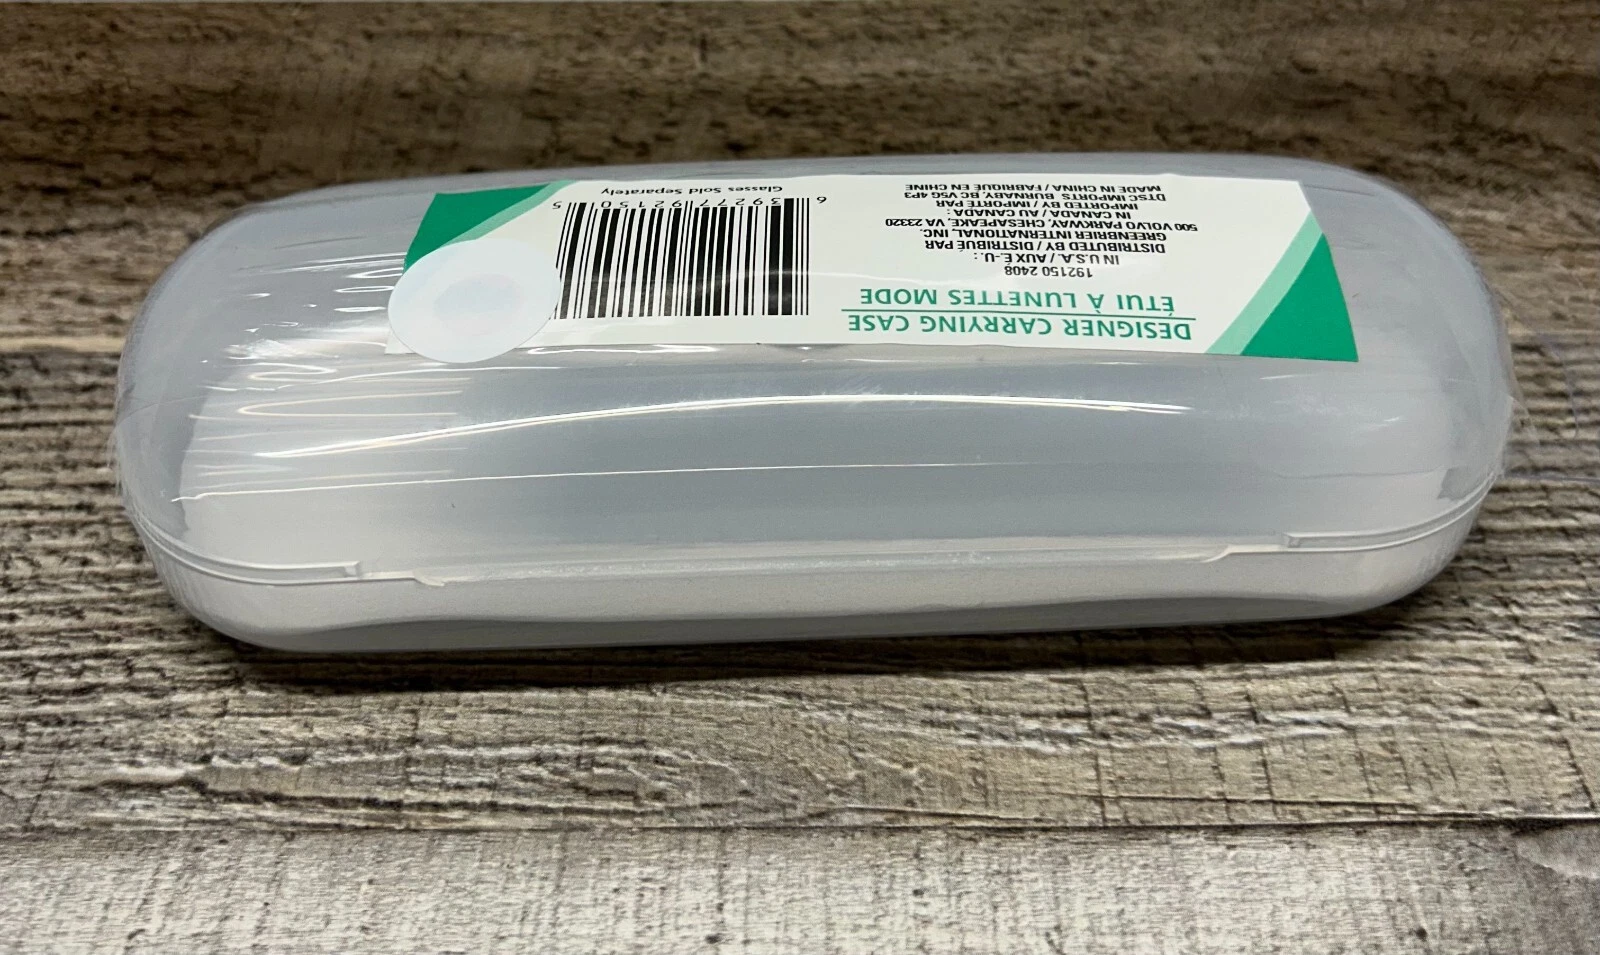 DESIGNER CARRYING CASE
ÉTUI À LUNETTES MODE
192150 2408
IN U.S.A. / AUX É-U. :
DISTRIBUTED BY / DISTRIBUÉ PAR
GREENBRIER INTERNATIONAL, INC.
500 VOLVO PARKWAY, CHESAPEAKE, VA 23320
IN CANADA / AU CANADA :
IMPORTED BY / IMPORTÉ PAR
DTSC IMPORTS BURNABY, BC V5G 4P3
MADE IN CHINA / FABRIQUÉ EN CHINE
6 39277 92150 5
Glasses Sold Separately